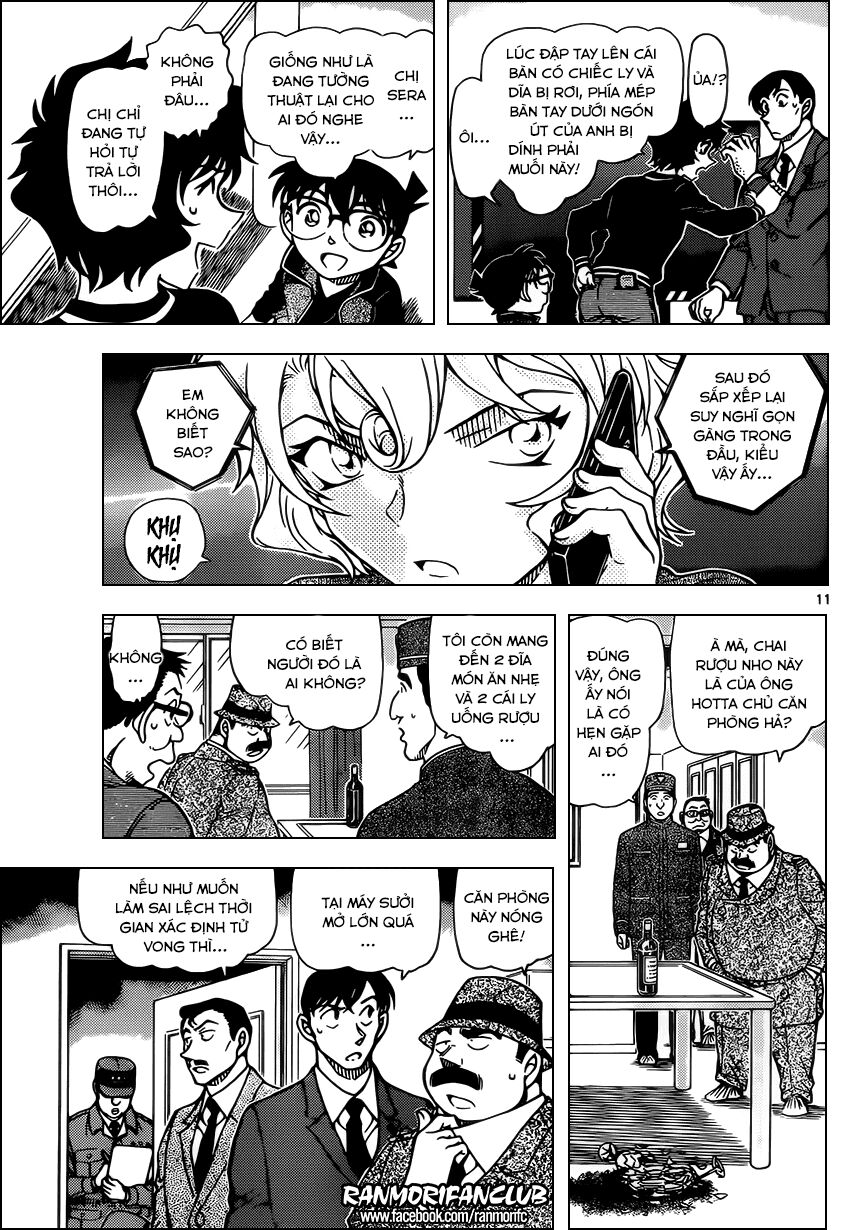 ỦA!?
LÚC ĐẬP TAY LÊN CÁI
BÀN CÓ CHIẾC LY VÀ
DĨA BỊ RƠI, PHÍA MÉP
BÀN TAY DƯỚI NGÓN
ÚT CỦA ANH BỊ
DÍNH PHẢI
MUỐI NÀY!
ÔI...
CHỊ
SERA
...
GIỐNG NHƯ LÀ
ĐANG TƯỜNG
THUẬT LẠI CHO
AI ĐÓ NGHE
VẬY...
KHÔNG
PHẢI
ĐÂU...
CHỊ CHỈ
ĐANG TỰ
HỎI TỰ
TRẢ LỜI
THÔI...
SAU ĐÓ
SẮP XẾP LẠI
SUY NGHĨ GỌN
GÀNG TRONG
ĐẦU, KIỂU
VẬY ẤY...
EM
KHÔNG
BIẾT
SAO?
KHỤ
KHỤ
11
À MÀ, CHAI
RƯỢU NHO NÀY
LÀ CỦA ÔNG
HOTTA CHỦ CĂN
PHÒNG HẢ?
ĐÚNG
VẬY, ÔNG
ẤY NÓI
LÀ CÓ
HẸN GẶP
AI ĐÓ
...
TÔI CÒN MANG
ĐẾN 2 DĨA
MÓN ĂN NHẸ
VÀ 2 CÁI LY
UỐNG RƯỢU
...
CÓ BIẾT
NGƯỜI ĐÓ LÀ
AI KHÔNG?
KHÔNG
...
CĂN PHÒNG
NÀY NÓNG
GHÊ!
TẠI MÁY SƯỞI
MỞ LỚN QUÁ
...
NẾU NHƯ MUỐN
LÀM SAI LỆCH THỜI
GIAN XÁC ĐỊNH TỬ
VONG THÌ...
RANMORIFANCLUB
www.facebook.com/ranmonfc